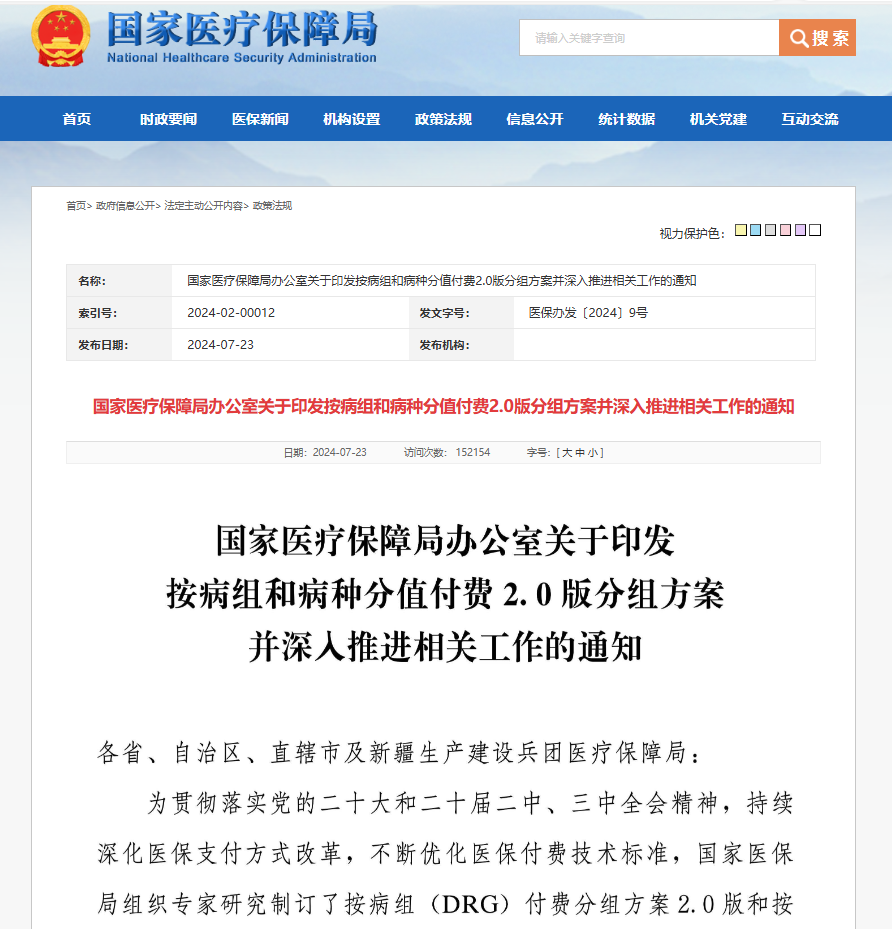 国家医疗保障局
National Healthcare Security Administration
请输入关键字查询
搜索
首页 时政要闻 医保新闻 机构设置 政策法规 信息公开 统计数据 机关党建 互动交流
首页> 政府信息公开> 法定主动公开内容> 政策法规
视力保护色：
名称： 国家医疗保障局办公室关于印发按病组和病种分值付费2.0版分组方案并深入推进相关工作的通知
索引号： 2024-02-00012 发文字号： 医保办发〔2024〕9号
发布日期： 2024-07-23 发布机构：
国家医疗保障局办公室关于印发按病组和病种分值付费2.0版分组方案并深入推进相关工作的通知
日期：2024-07-23 访问次数：152154 字号：[ 大 中 小 ]
国家医疗保障局办公室关于印发
按病组和病种分值付费 2.0 版分组方案
并深入推进相关工作的通知
各省、自治区、直辖市及新疆生产建设兵团医疗保障局：
为贯彻落实党的二十大和二十届二中、三中全会精神，持续
深化医保支付方式改革，不断优化医保付费技术标准，国家医保
局组织专家研究制订了按病组（DRG）付费分组方案 2.0 版和按